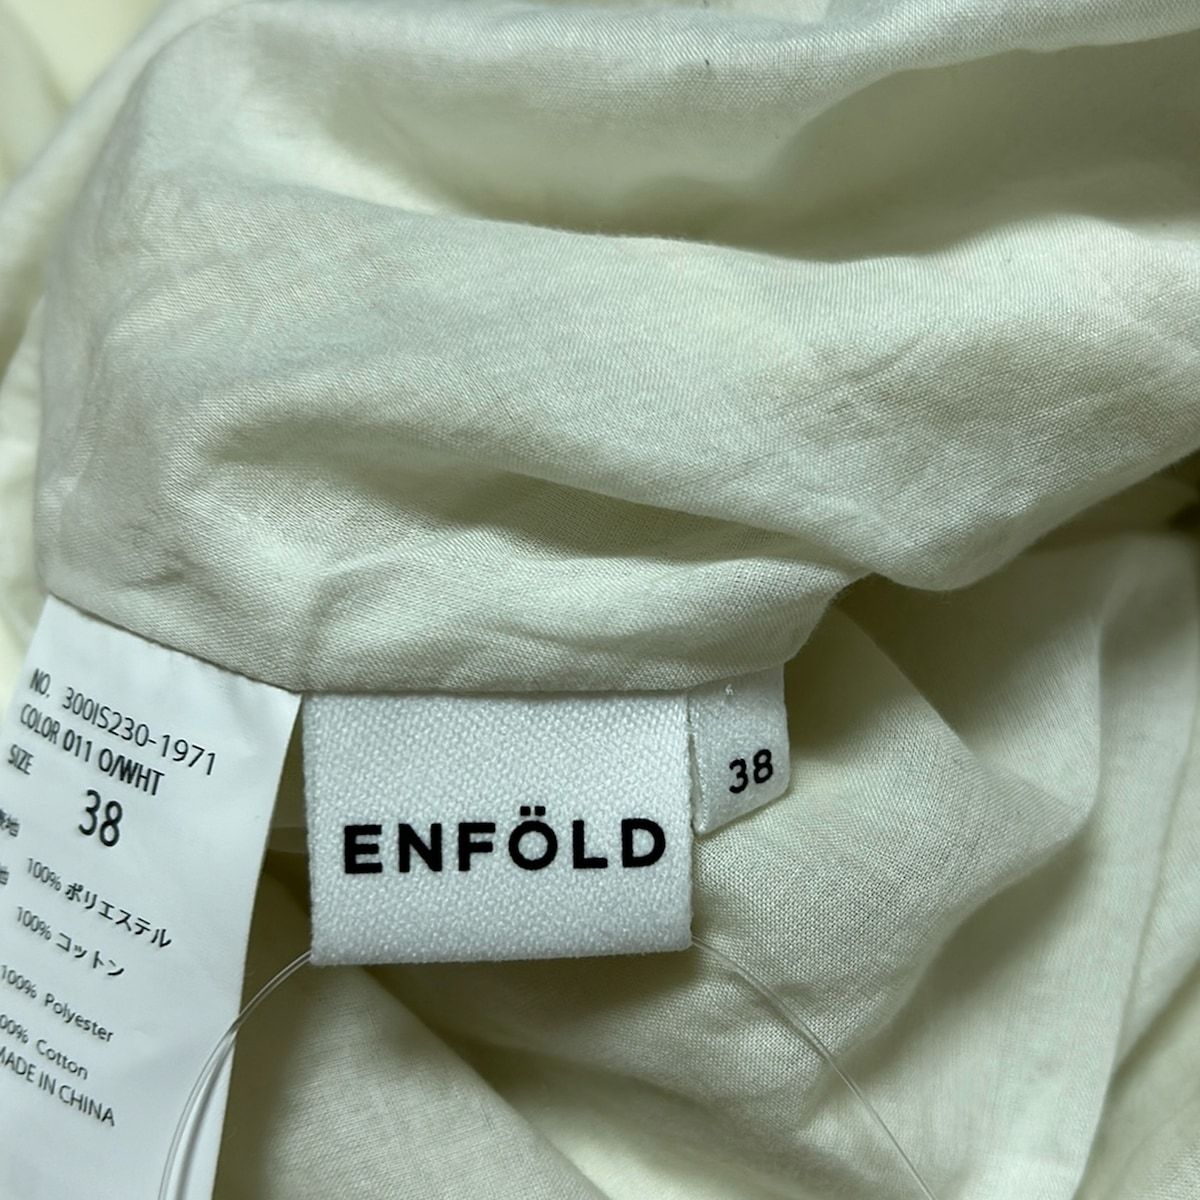 NO. 300IS230-1971
COLOR 011 O/WHT
SIZE
38
100% ポリエステル
100% コットン
100% Polyester
100% Cotton
MADE IN CHINA
ENFÖLD
38